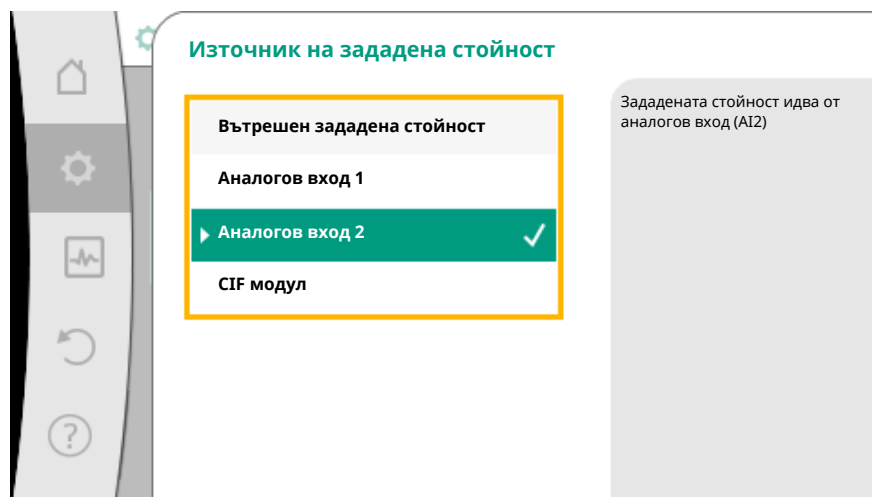 Източник на зададена стойност
Вътрешен зададена стойност
Аналогов вход 1
Аналогов вход 2
CIF модул
Зададената стойност идва от
аналогов вход (AI2)